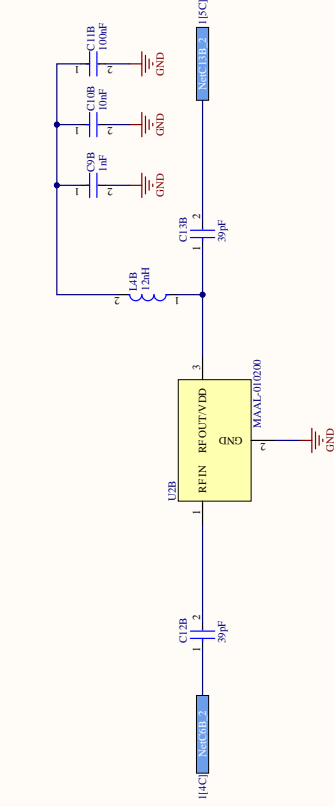 1[5C]
NetC13B_2
C11B
100nF
1
2
GND
C10B
10nF
1
2
GND
C9B
1nF
1
2
GND
C13B
39pF
1
2
L4B
12nH
2
1
3
U2B
RFIN
RFOUT/VDD
GND
MAAL-010200
2
GND
1
C12B
39pF
1
2
NetC6B_2
1[4C]